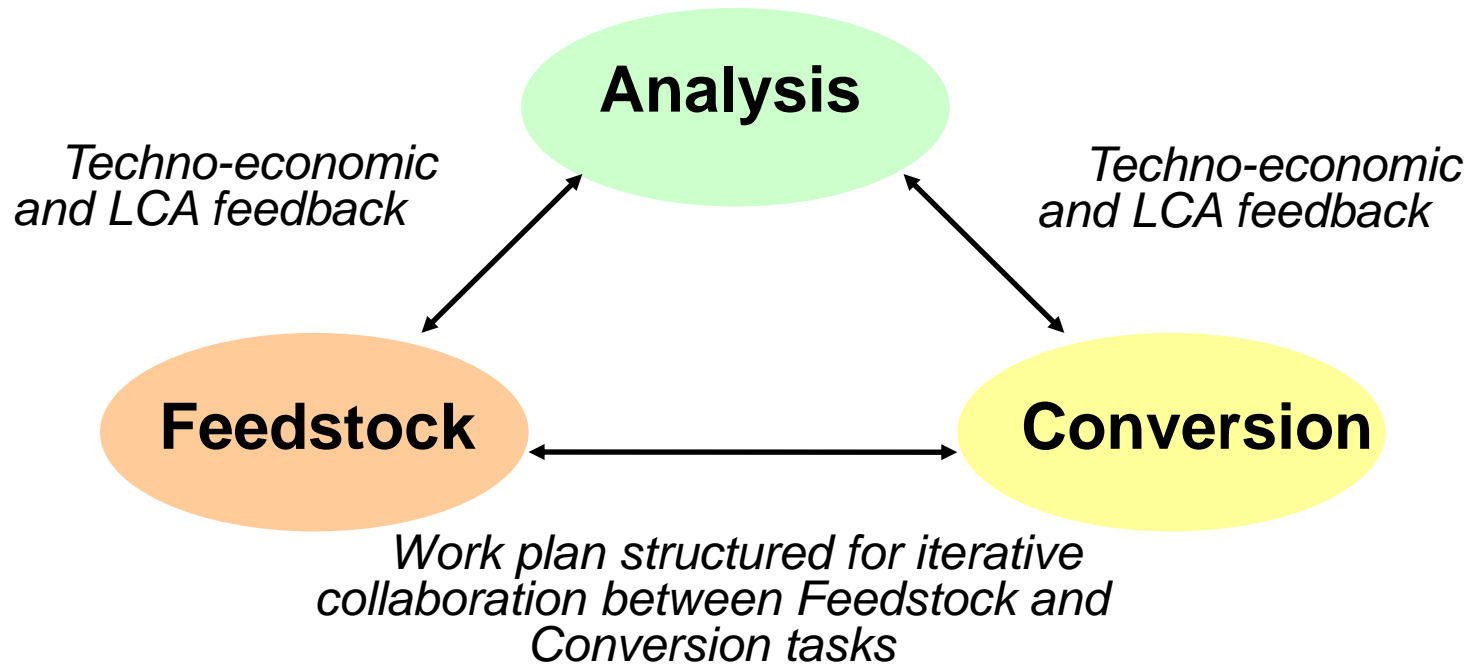 Analysis
Techno-economic
and LCA feedback
Techno-economic
and LCA feedback
Feedstock
Conversion
Work plan structured for iterative
collaboration between Feedstock and
Conversion tasks